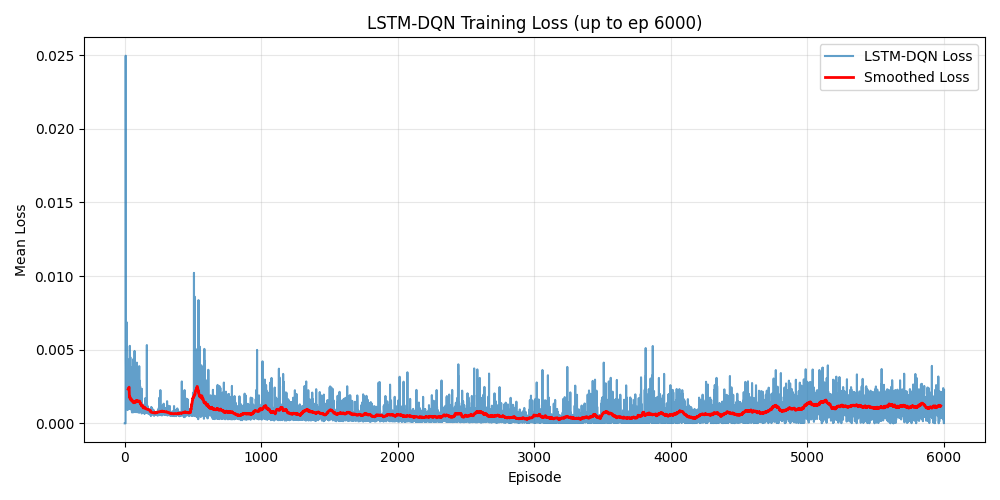 LSTM-DQN Training Loss (up to ep 6000)
LSTM-DQN Loss
Smoothed Loss
Mean Loss
0.025
0.020
0.015
0.010
0.005
0.000
0
1000
2000
3000
4000
5000
6000
Episode